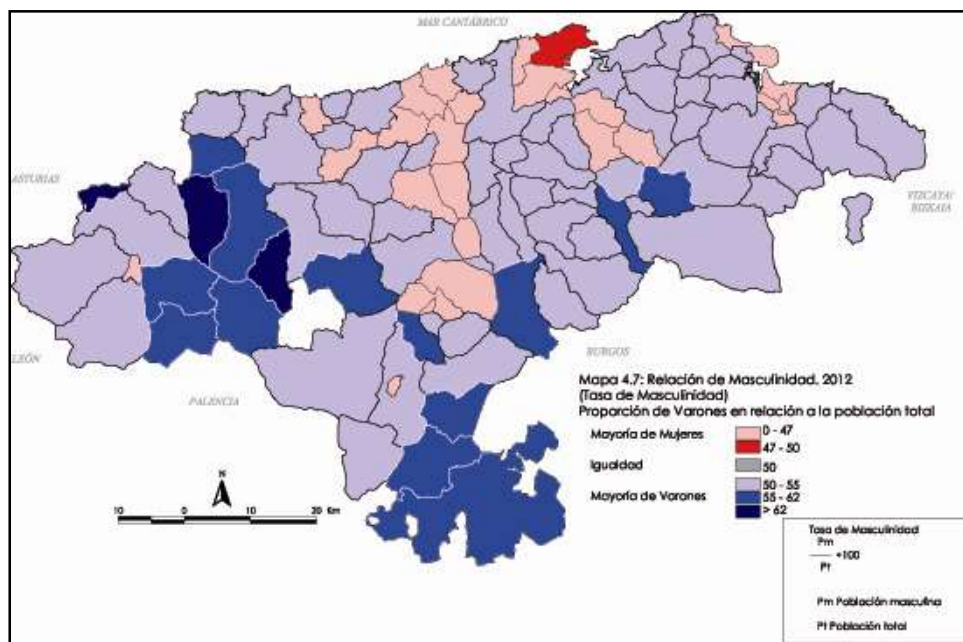 MAR CANTÁBRICO
ASTURIAS
VIZCAYA/
BIZKAIA
LEÓN
BURGOS
PALENCIA
Mapa 4.7: Relación de Masculinidad. 2012
(Tasa de Masculinidad)
Proporción de Varones en relación a la población total
Mayoría de Mujeres
0 - 47
47 - 50
Igualdad
50
Mayoría de Varones
50 - 55
55 - 62
> 62
N
10 0 10 20 Km
Tasa de Masculinidad
Pm
*100
Pt
Pm Población masculina
Pt Población total